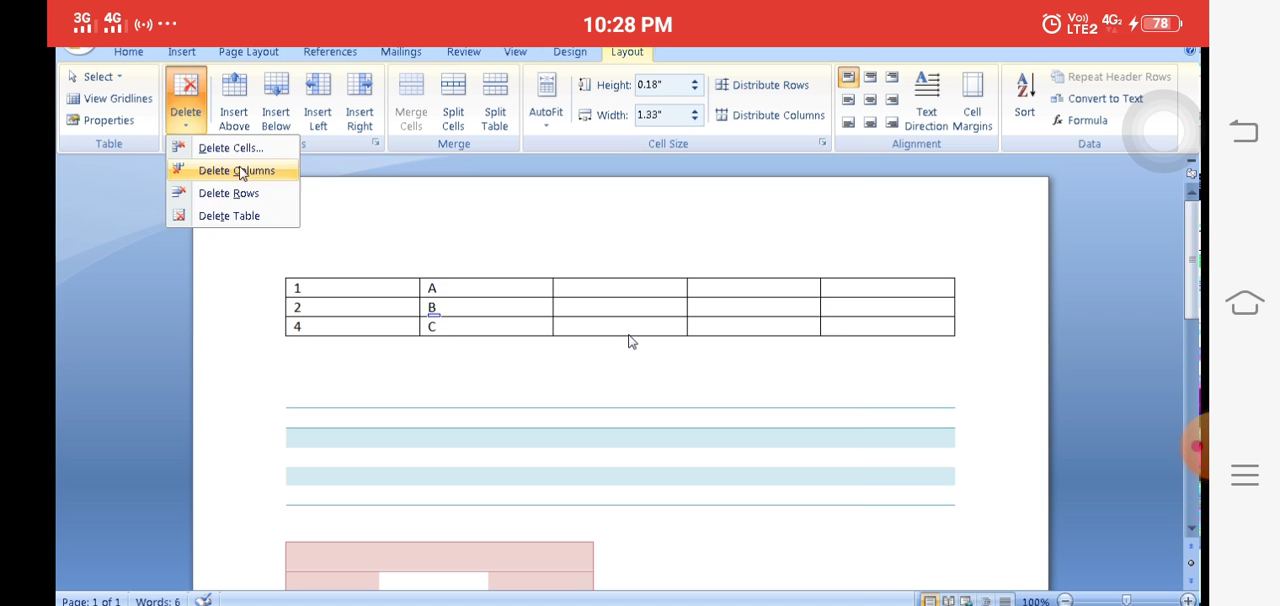 3G 4G 10:28 PM Vo) LTE2 4G2 78
Home Insert Page Layout References Mailings Review View Design Layout
Select
View Gridlines
Properties
Table
Delete
Insert Above
Insert Below
Insert Left
Insert Right
Merge Cells
Split Cells
Split Table
Merge
AutoFit
Height: 0.18"
Width: 1.33"
Distribute Rows
Distribute Columns
Cell Size
Text Direction
Cell Margins
Alignment
Sort
Repeat Header Rows
Convert to Text
Formula
Data
Delete Cells...
Delete Columns
Delete Rows
Delete Table
1 A
2 B
4 C
Page: 1 of 1 Words: 6 100%